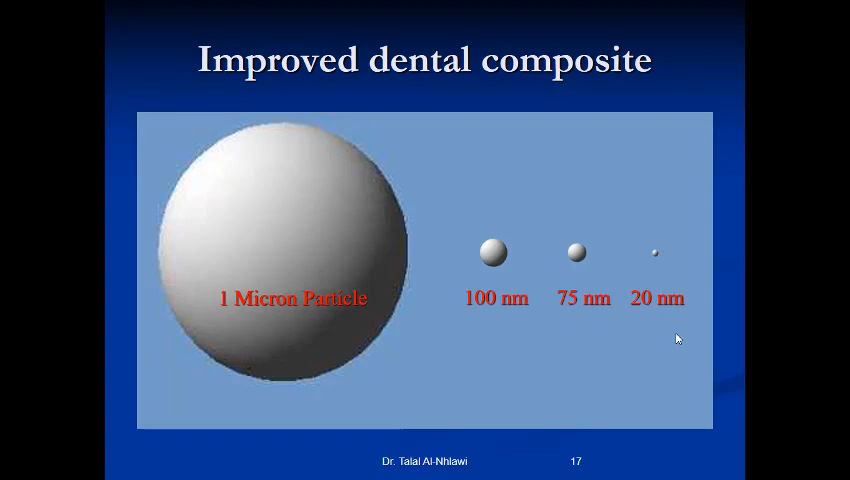 Improved dental composite
1 Micron Particle
100 nm
75 nm
20 nm
Dr. Talal Al-Nhlawi
17